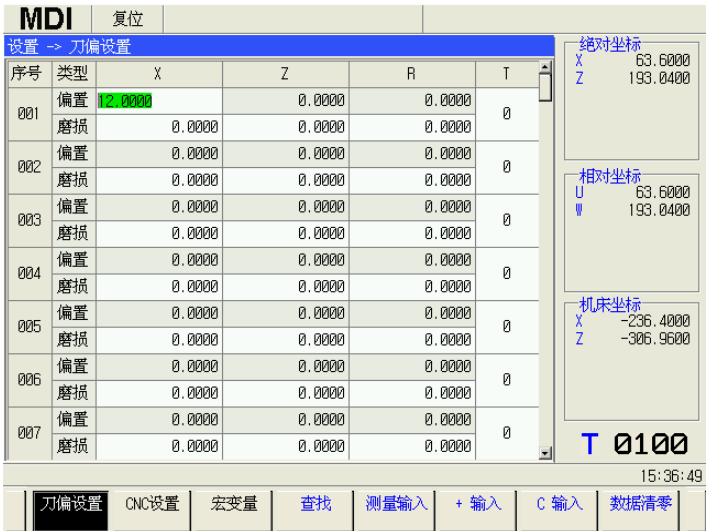 MDI 复位
设置 -> 刀偏设置
序号 类型 X Z R T
001 偏置 12.0000 0.0000 0.0000 0
磨损 0.0000 0.0000 0.0000
002 偏置 0.0000 0.0000 0.0000 0
磨损 0.0000 0.0000 0.0000
003 偏置 0.0000 0.0000 0.0000 0
磨损 0.0000 0.0000 0.0000
004 偏置 0.0000 0.0000 0.0000 0
磨损 0.0000 0.0000 0.0000
005 偏置 0.0000 0.0000 0.0000 0
磨损 0.0000 0.0000 0.0000
006 偏置 0.0000 0.0000 0.0000 0
磨损 0.0000 0.0000 0.0000
007 偏置 0.0000 0.0000 0.0000 0
磨损 0.0000 0.0000 0.0000
绝对坐标
X 63.6000
Z 193.0400
相对坐标
U 63.6000
W 193.0400
机床坐标
X -236.4000
Z -306.9600
T 0100
15:36:49
刀偏设置 CNC设置 宏变量 查找 测量输入 + 输入 C 输入 数据清零